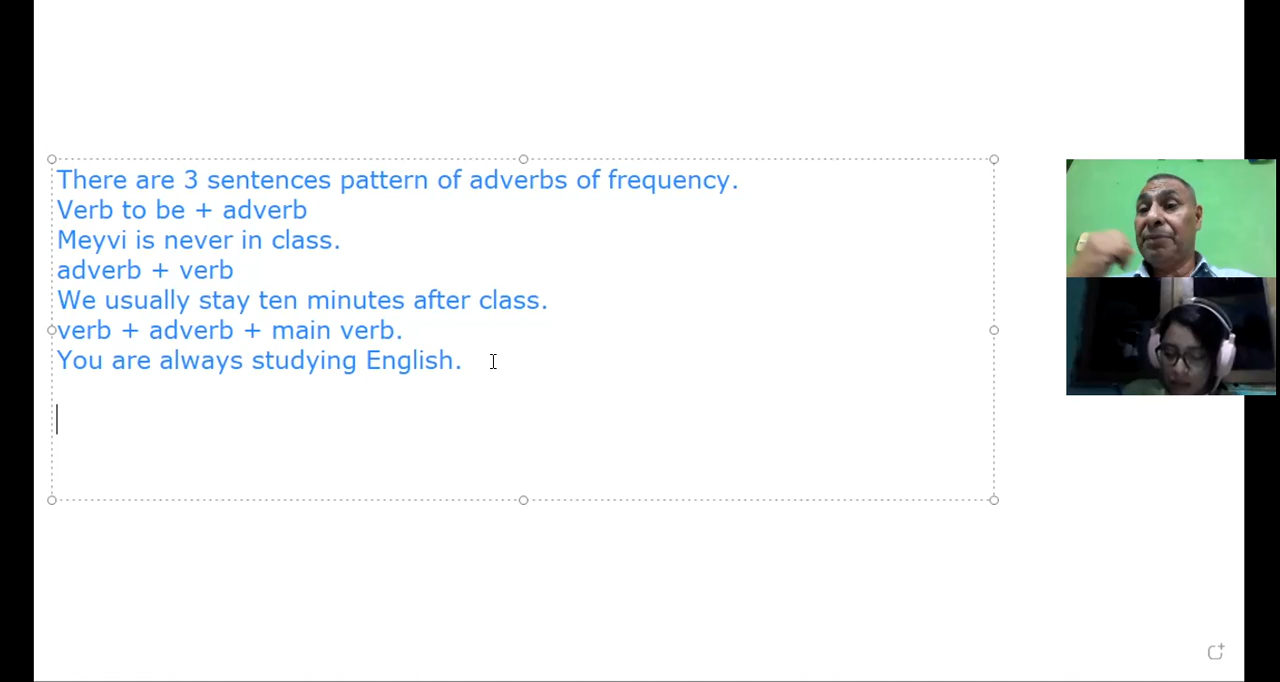 There are 3 sentences pattern of adverbs of frequency.
Verb to be + adverb
Meyvi is never in class.
adverb + verb
We usually stay ten minutes after class.
verb + adverb + main verb.
You are always studying English.